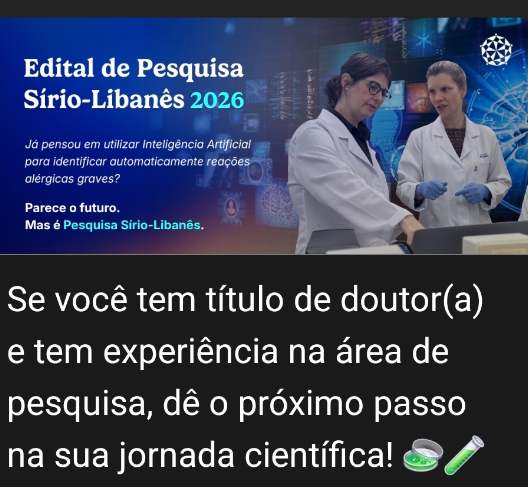 Edital de Pesquisa
Sírio-Libanês 2026
Já pensou em utilizar Inteligência Artificial
para identificar automaticamente reações
alérgicas graves?
Parece o futuro.
Mas é Pesquisa Sírio-Libanês.
Se você tem título de doutor(a)
e tem experiência na área de
pesquisa, dê o próximo passo
na sua jornada científica! 🧫🧪